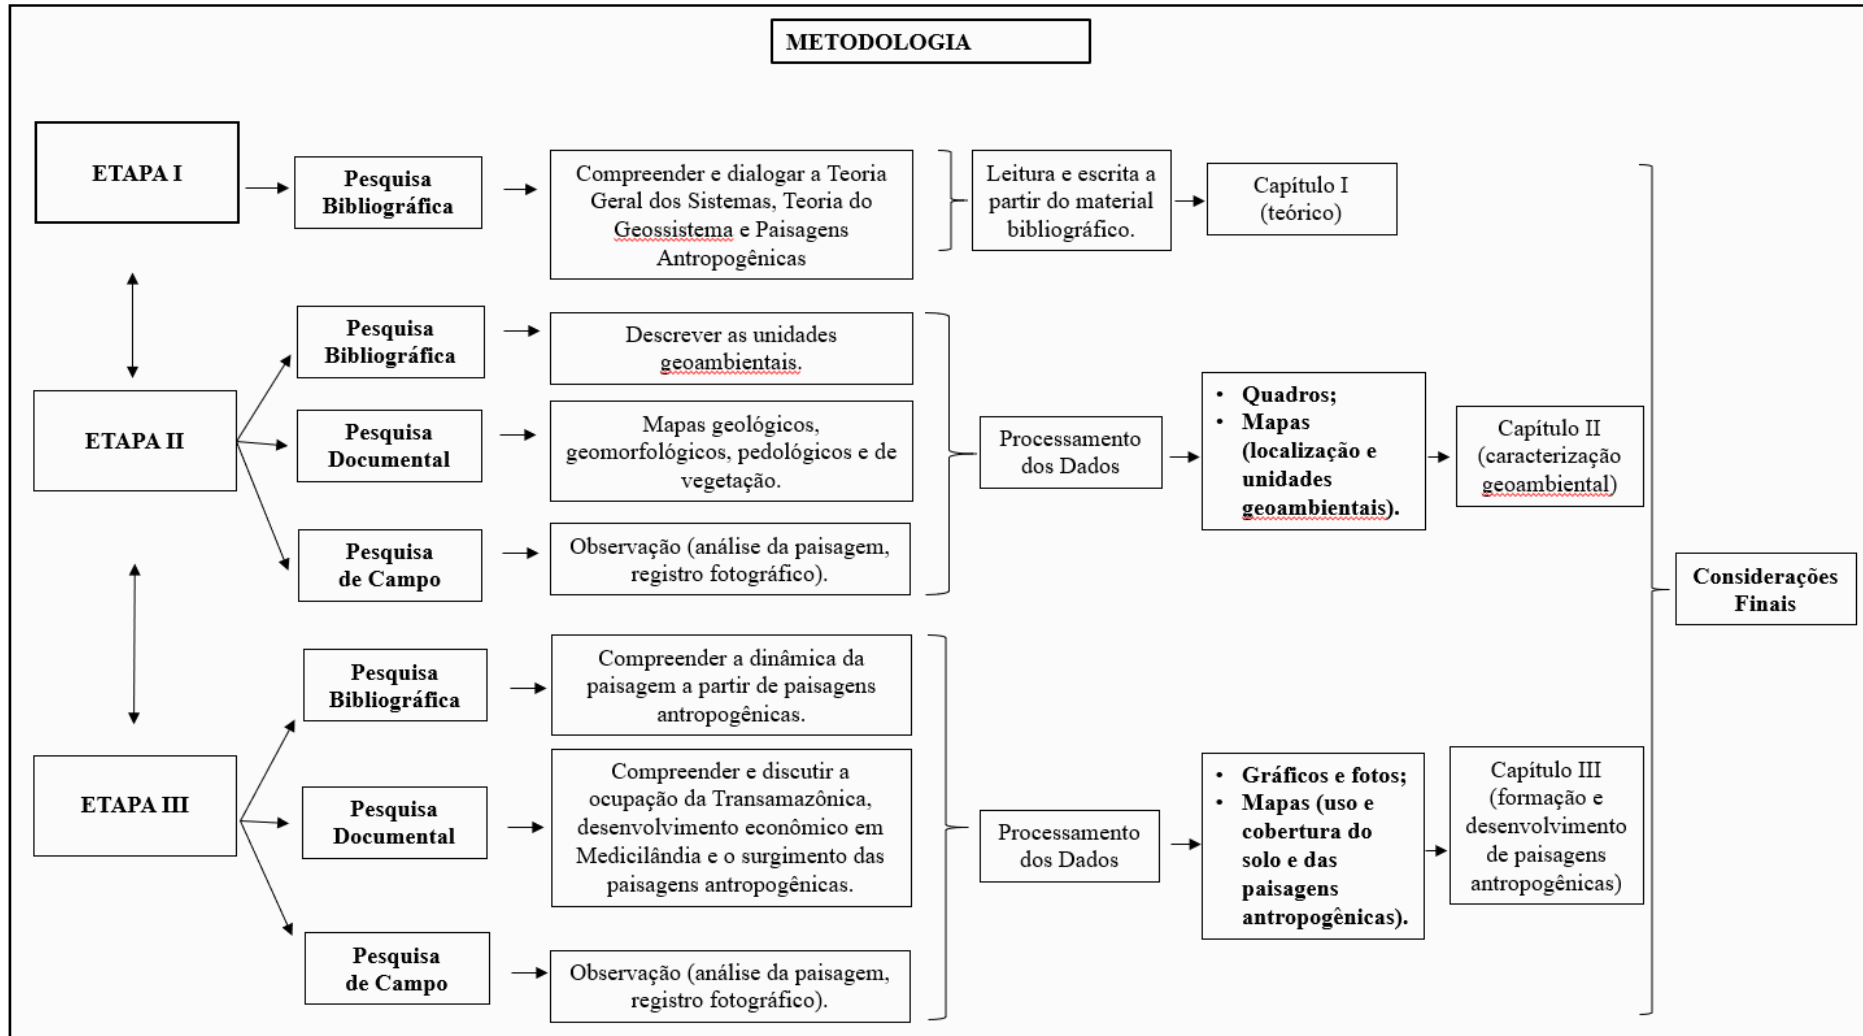 METODOLOGIA
ETAPA I
Pesquisa
Bibliográfica
Compreender e dialogar a Teoria
Geral dos Sistemas, Teoria do
Geossistema e Paisagens
Antropogênicas
Leitura e escrita a
partir do material
bibliográfico.
Capítulo I
(teórico)
ETAPA II
Pesquisa
Bibliográfica
Descrever as unidades
geoambientais.
Pesquisa
Documental
Mapas geológicos,
geomorfológicos, pedológicos e de
vegetação.
Pesquisa
de Campo
Observação (análise da paisagem,
registro fotográfico).
Processamento
dos Dados
• Quadros;
• Mapas
(localização e
unidades
geoambientais).
Capítulo II
(caracterização
geoambiental)
ETAPA III
Pesquisa
Bibliográfica
Compreender a dinâmica da
paisagem a partir de paisagens
antropogênicas.
Pesquisa
Documental
Compreender e discutir a
ocupação da Transamazônica,
desenvolvimento econômico em
Medicilândia e o surgimento das
paisagens antropogênicas.
Pesquisa
de Campo
Observação (análise da paisagem,
registro fotográfico).
Processamento
dos Dados
• Gráficos e fotos;
• Mapas (uso e
cobertura do
solo e das
paisagens
antropogênicas).
Capítulo III
(formação e
desenvolvimento
de paisagens
antropogênicas)
Considerações
Finais